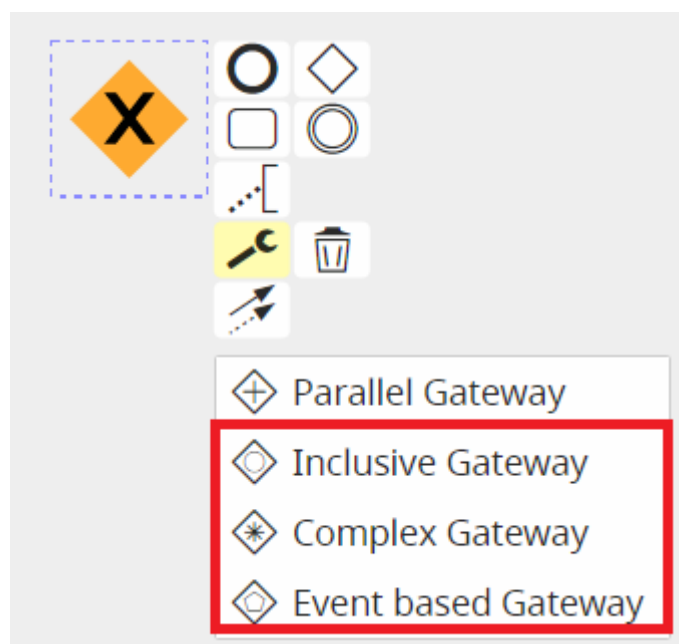 X
Parallel Gateway
Inclusive Gateway
Complex Gateway
Event based Gateway